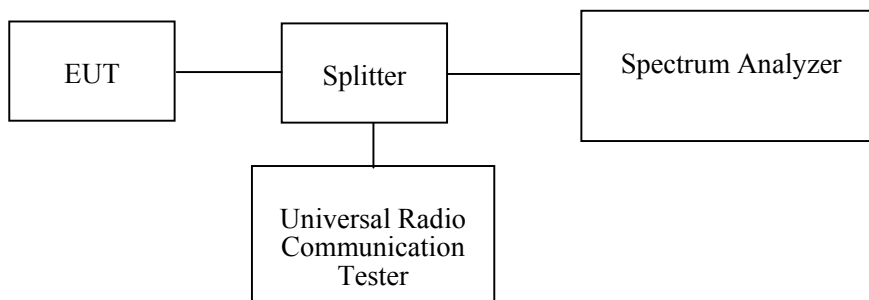 EUT
Splitter
Spectrum Analyzer
Universal Radio
Communication
Tester